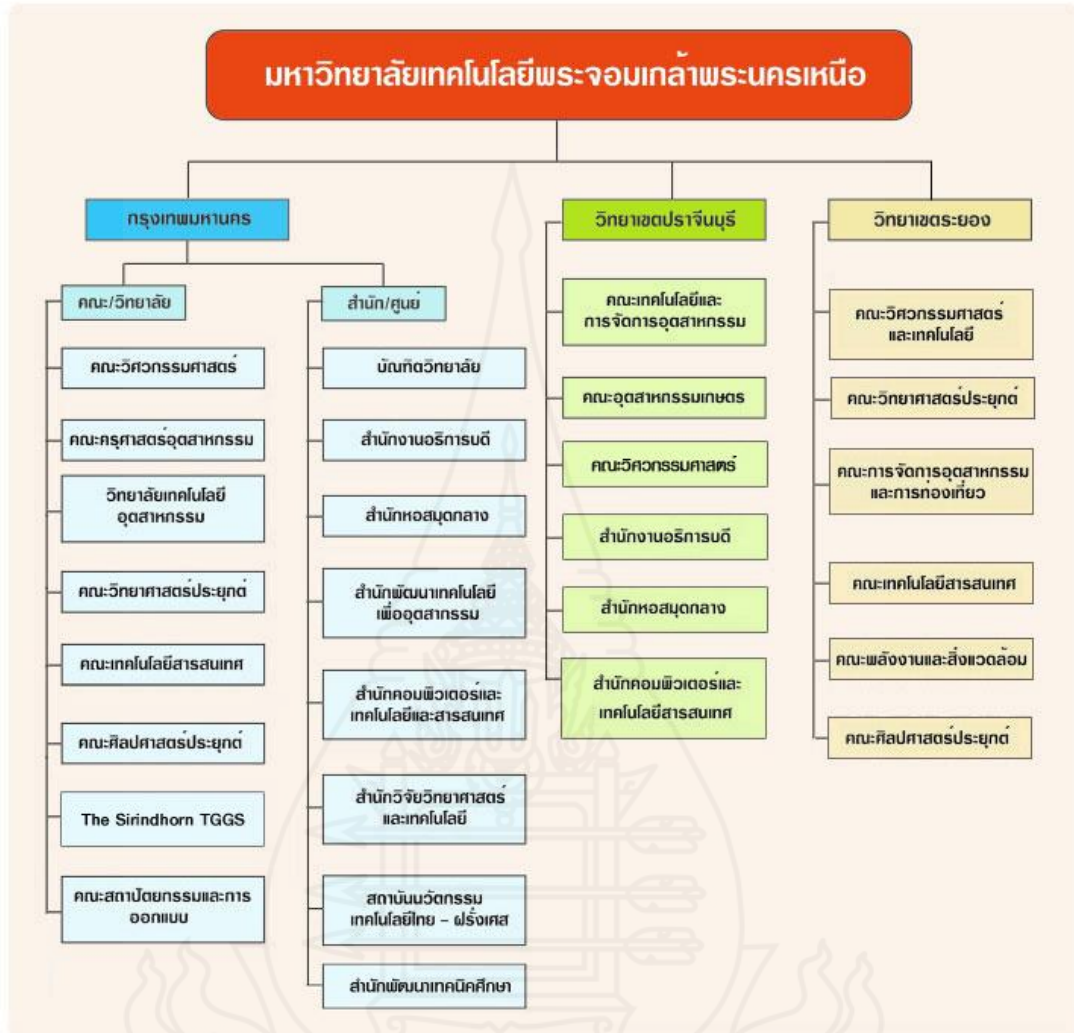 มหาวิทยาลัยเทคโนโลยีพระจอมเกล้าพระนครเหนือ
กรุงเทพมหานคร
คณะ/วิทยาลัย
คณะวิศวกรรมศาสตร์
คณะครุศาสตร์อุตสาหกรรม
วิทยาลัยเทคโนโลยี
อุตสาหกรรม
คณะวิทยาศาสตร์ประยุกต์
คณะเทคโนโลยีสารสนเทศ
คณะศิลปศาสตร์ประยุกต์
The Sirindhorn TGGS
คณะสถาปัตยกรรมและการ
ออกแบบ
สำนัก/ศูนย์
บัณฑิตวิทยาลัย
สำนักงานอธิการบดี
สำนักหอสมุดกลาง
สำนักพัฒนาเทคโนโลยี
เพื่ออุตสากรรม
สำนักคอมพิวเตอร์และ
เทคโนโลยีและสารสนเทศ
สำนักวิจัยวิทยาศาสตร์
และเทคโนโลยี
สถาบันนวัตกรรม
เทคโนโลยีไทย – ฝรั่งเศส
สำนักพัฒนาเทคนิคศึกษา
วิทยาเขตปราจีนบุรี
คณะเทคโนโลยีและ
การจัดการอุตสาหกรรม
คณะอุตสาหกรรมเกษตร
คณะวิศวกรรมศาสตร์
สำนักงานอธิการบดี
สำนักหอสมุดกลาง
สำนักคอมพิวเตอร์และ
เทคโนโลยีสารสนเทศ
วิทยาเขตระยอง
คณะวิศวกรรมศาสตร์
และเทคโนโลยี
คณะวิทยาศาสตร์ประยุกต์
คณะการจัดการอุตสาหกรรม
และการท่องเที่ยว
คณะเทคโนโลยีสารสนเทศ
คณะพลังงานและสิ่งแวดล้อม
คณะศิลปศาสตร์ประยุกต์